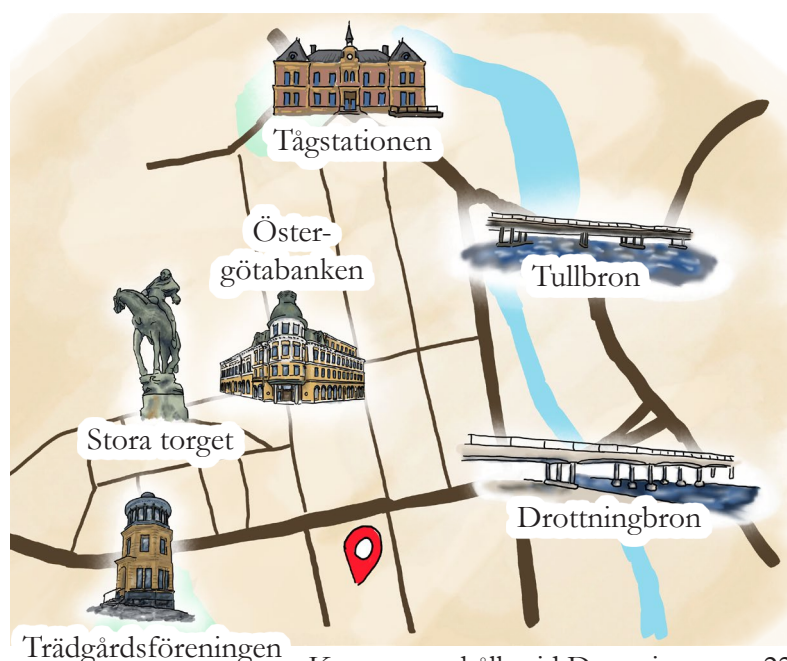 Tågstationen
Öster-
götabanken
Tullbron
Stora torget
Drottningbron
Trädgårdsföreningen